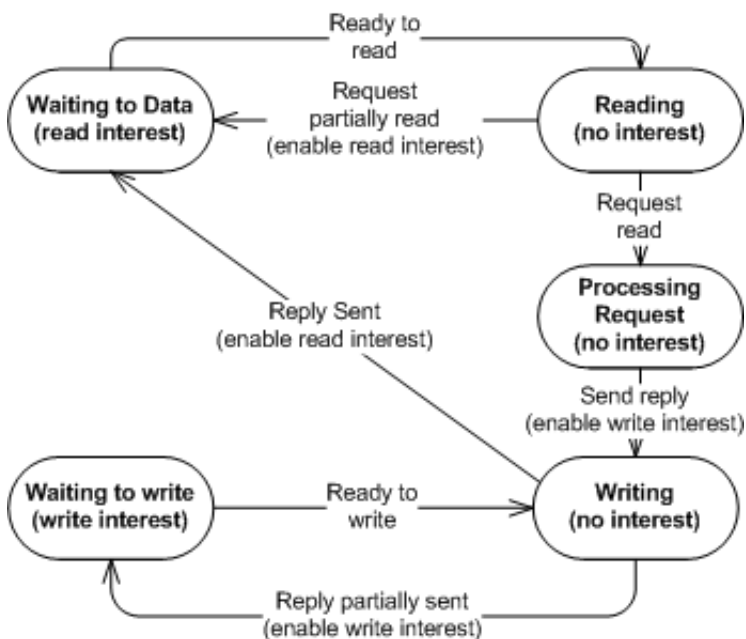 Ready to
read
Waiting to Data
(read interest)
Request
partially read
(enable read interest)
Reading
(no interest)
Request
read
Processing
Request
(no interest)
Reply Sent
(enable read interest)
Send reply
(enable write interest)
Waiting to write
(write interest)
Ready to
write
Writing
(no interest)
Reply partially sent
(enable write interest)